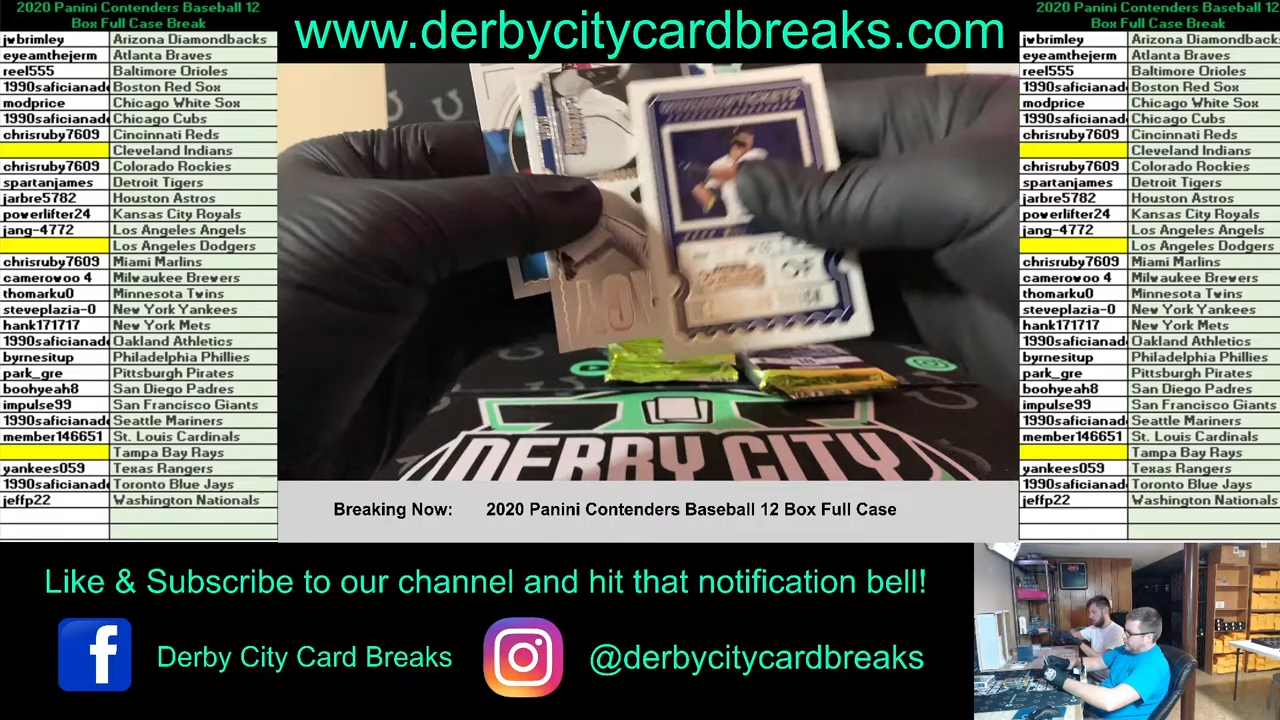 2020 Panini Contenders Baseball 12
Box Full Case Break
jwbrimley Arizona Diamondbacks
eyeamthejerm Atlanta Braves
reel555 Baltimore Orioles
1990saficianad Boston Red Sox
modprice Chicago White Sox
1990saficianad Chicago Cubs
chrisruby7609 Cincinnati Reds
Cleveland Indians
chrisruby7609 Colorado Rockies
spartanjames Detroit Tigers
jarbre5782 Houston Astros
powerlifter24 Kansas City Royals
jang-4772 Los Angeles Angels
Los Angeles Dodgers
chrisruby7609 Miami Marlins
camerowoo 4 Milwaukee Brewers
thomarku0 Minnesota Twins
steveplazia-0 New York Yankees
hank171717 New York Mets
1990saficianad Oakland Athletics
byrnesitup Philadelphia Phillies
park_gre Pittsburgh Pirates
boohyeah8 San Diego Padres
impulse99 San Francisco Giants
1990saficianad Seattle Mariners
member146651 St. Louis Cardinals
Tampa Bay Rays
yankees059 Texas Rangers
1990saficianad Toronto Blue Jays
jeffp22 Washington Nationals
www.derbycitycardbreaks.com
DERBY CITY
Breaking Now: 2020 Panini Contenders Baseball 12 Box Full Case
2020 Panini Contenders Baseball 12
Box Full Case Break
jwbrimley Arizona Diamondbacks
eyeamthejerm Atlanta Braves
reel555 Baltimore Orioles
1990saficianad Boston Red Sox
modprice Chicago White Sox
1990saficianad Chicago Cubs
chrisruby7609 Cincinnati Reds
Cleveland Indians
chrisruby7609 Colorado Rockies
spartanjames Detroit Tigers
jarbre5782 Houston Astros
powerlifter24 Kansas City Royals
jang-4772 Los Angeles Angels
Los Angeles Dodgers
chrisruby7609 Miami Marlins
camerowoo 4 Milwaukee Brewers
thomarku0 Minnesota Twins
steveplazia-0 New York Yankees
hank171717 New York Mets
1990saficianad Oakland Athletics
byrnesitup Philadelphia Phillies
park_gre Pittsburgh Pirates
boohyeah8 San Diego Padres
impulse99 San Francisco Giants
1990saficianad Seattle Mariners
member146651 St. Louis Cardinals
Tampa Bay Rays
yankees059 Texas Rangers
1990saficianad Toronto Blue Jays
jeffp22 Washington Nationals
Like & Subscribe to our channel and hit that notification bell!
Derby City Card Breaks
@derbycitycardbreaks